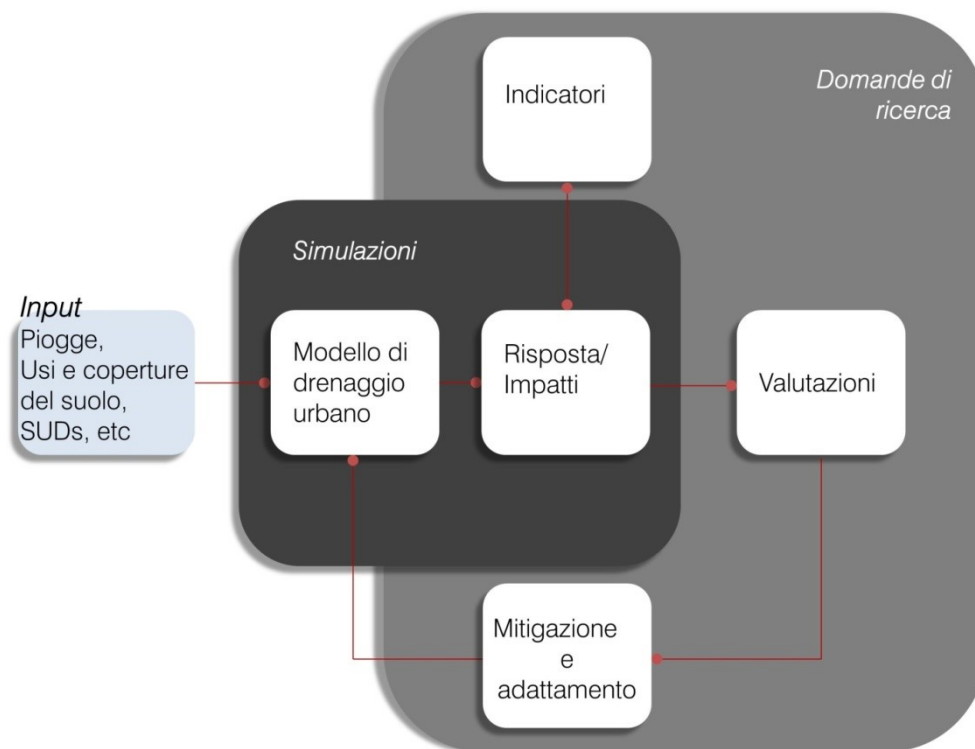 Indicatori
Domande di
ricerca
Simulazioni
Input
Piogge,
Usi e coperture
del suolo,
SUDs, etc
Modello di
drenaggio
urbano
Risposta/
Impatti
Valutazioni
Mitigazione
e
adattamento